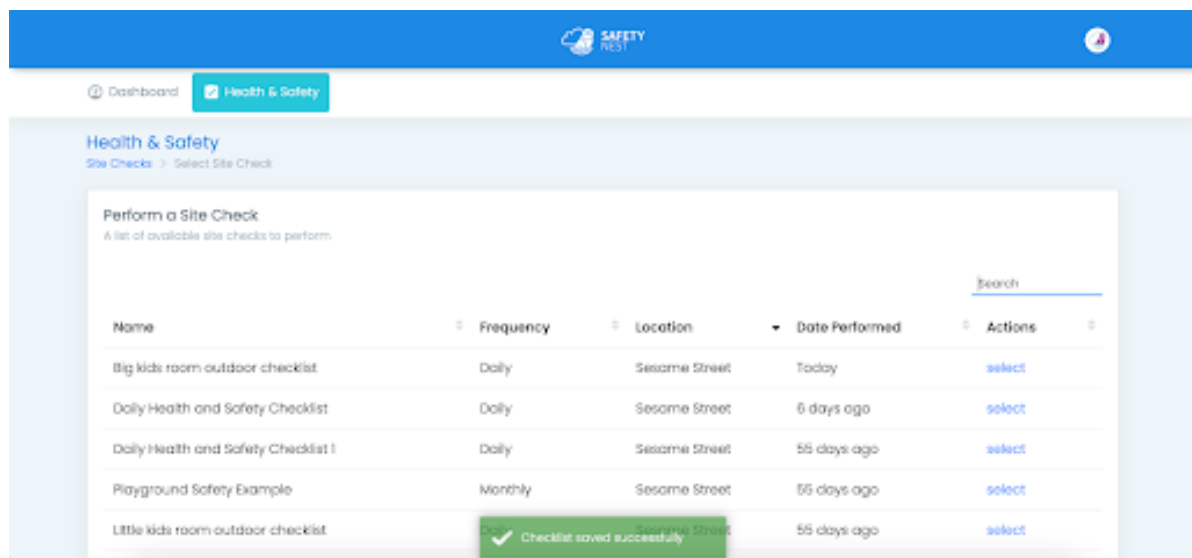 SAFETY
NEST
Dashboard Health & Safety
Health & Safety
Site Checks > Select Site Check
Perform a Site Check
A list of available site checks to perform
Search
Name Frequency Location Date Performed Actions
Big kids room outdoor checklist Daily Sesame Street Today select
Daily Health and Safety Checklist Daily Sesame Street 6 days ago select
Daily Health and Safety Checklist 1 Daily Sesame Street 55 days ago select
Playground Safety Example Monthly Sesame Street 55 days ago select
Little kids room outdoor checklist Daily Sesame Street 55 days ago select
Checklist saved successfully